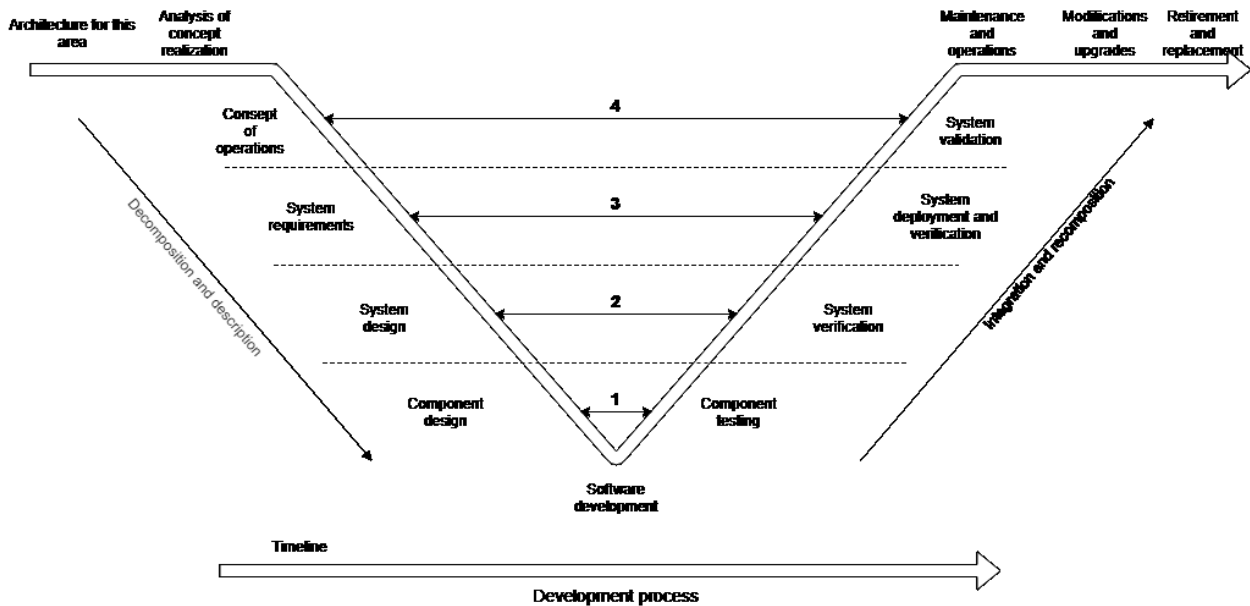 Architecture for this
area
Analysis of
concept
realization
Maintenance
and
operations
Modifications
and
upgrades
Retirement
and
replacement
Consept
of
operations
4
System
validation
System
requirements
3
System
deployment and
verification
Decomposition and description
Integration and recomposition
System
design
2
System
verification
Component
design
1
Component
testing
Software
development
Timeline
Development process